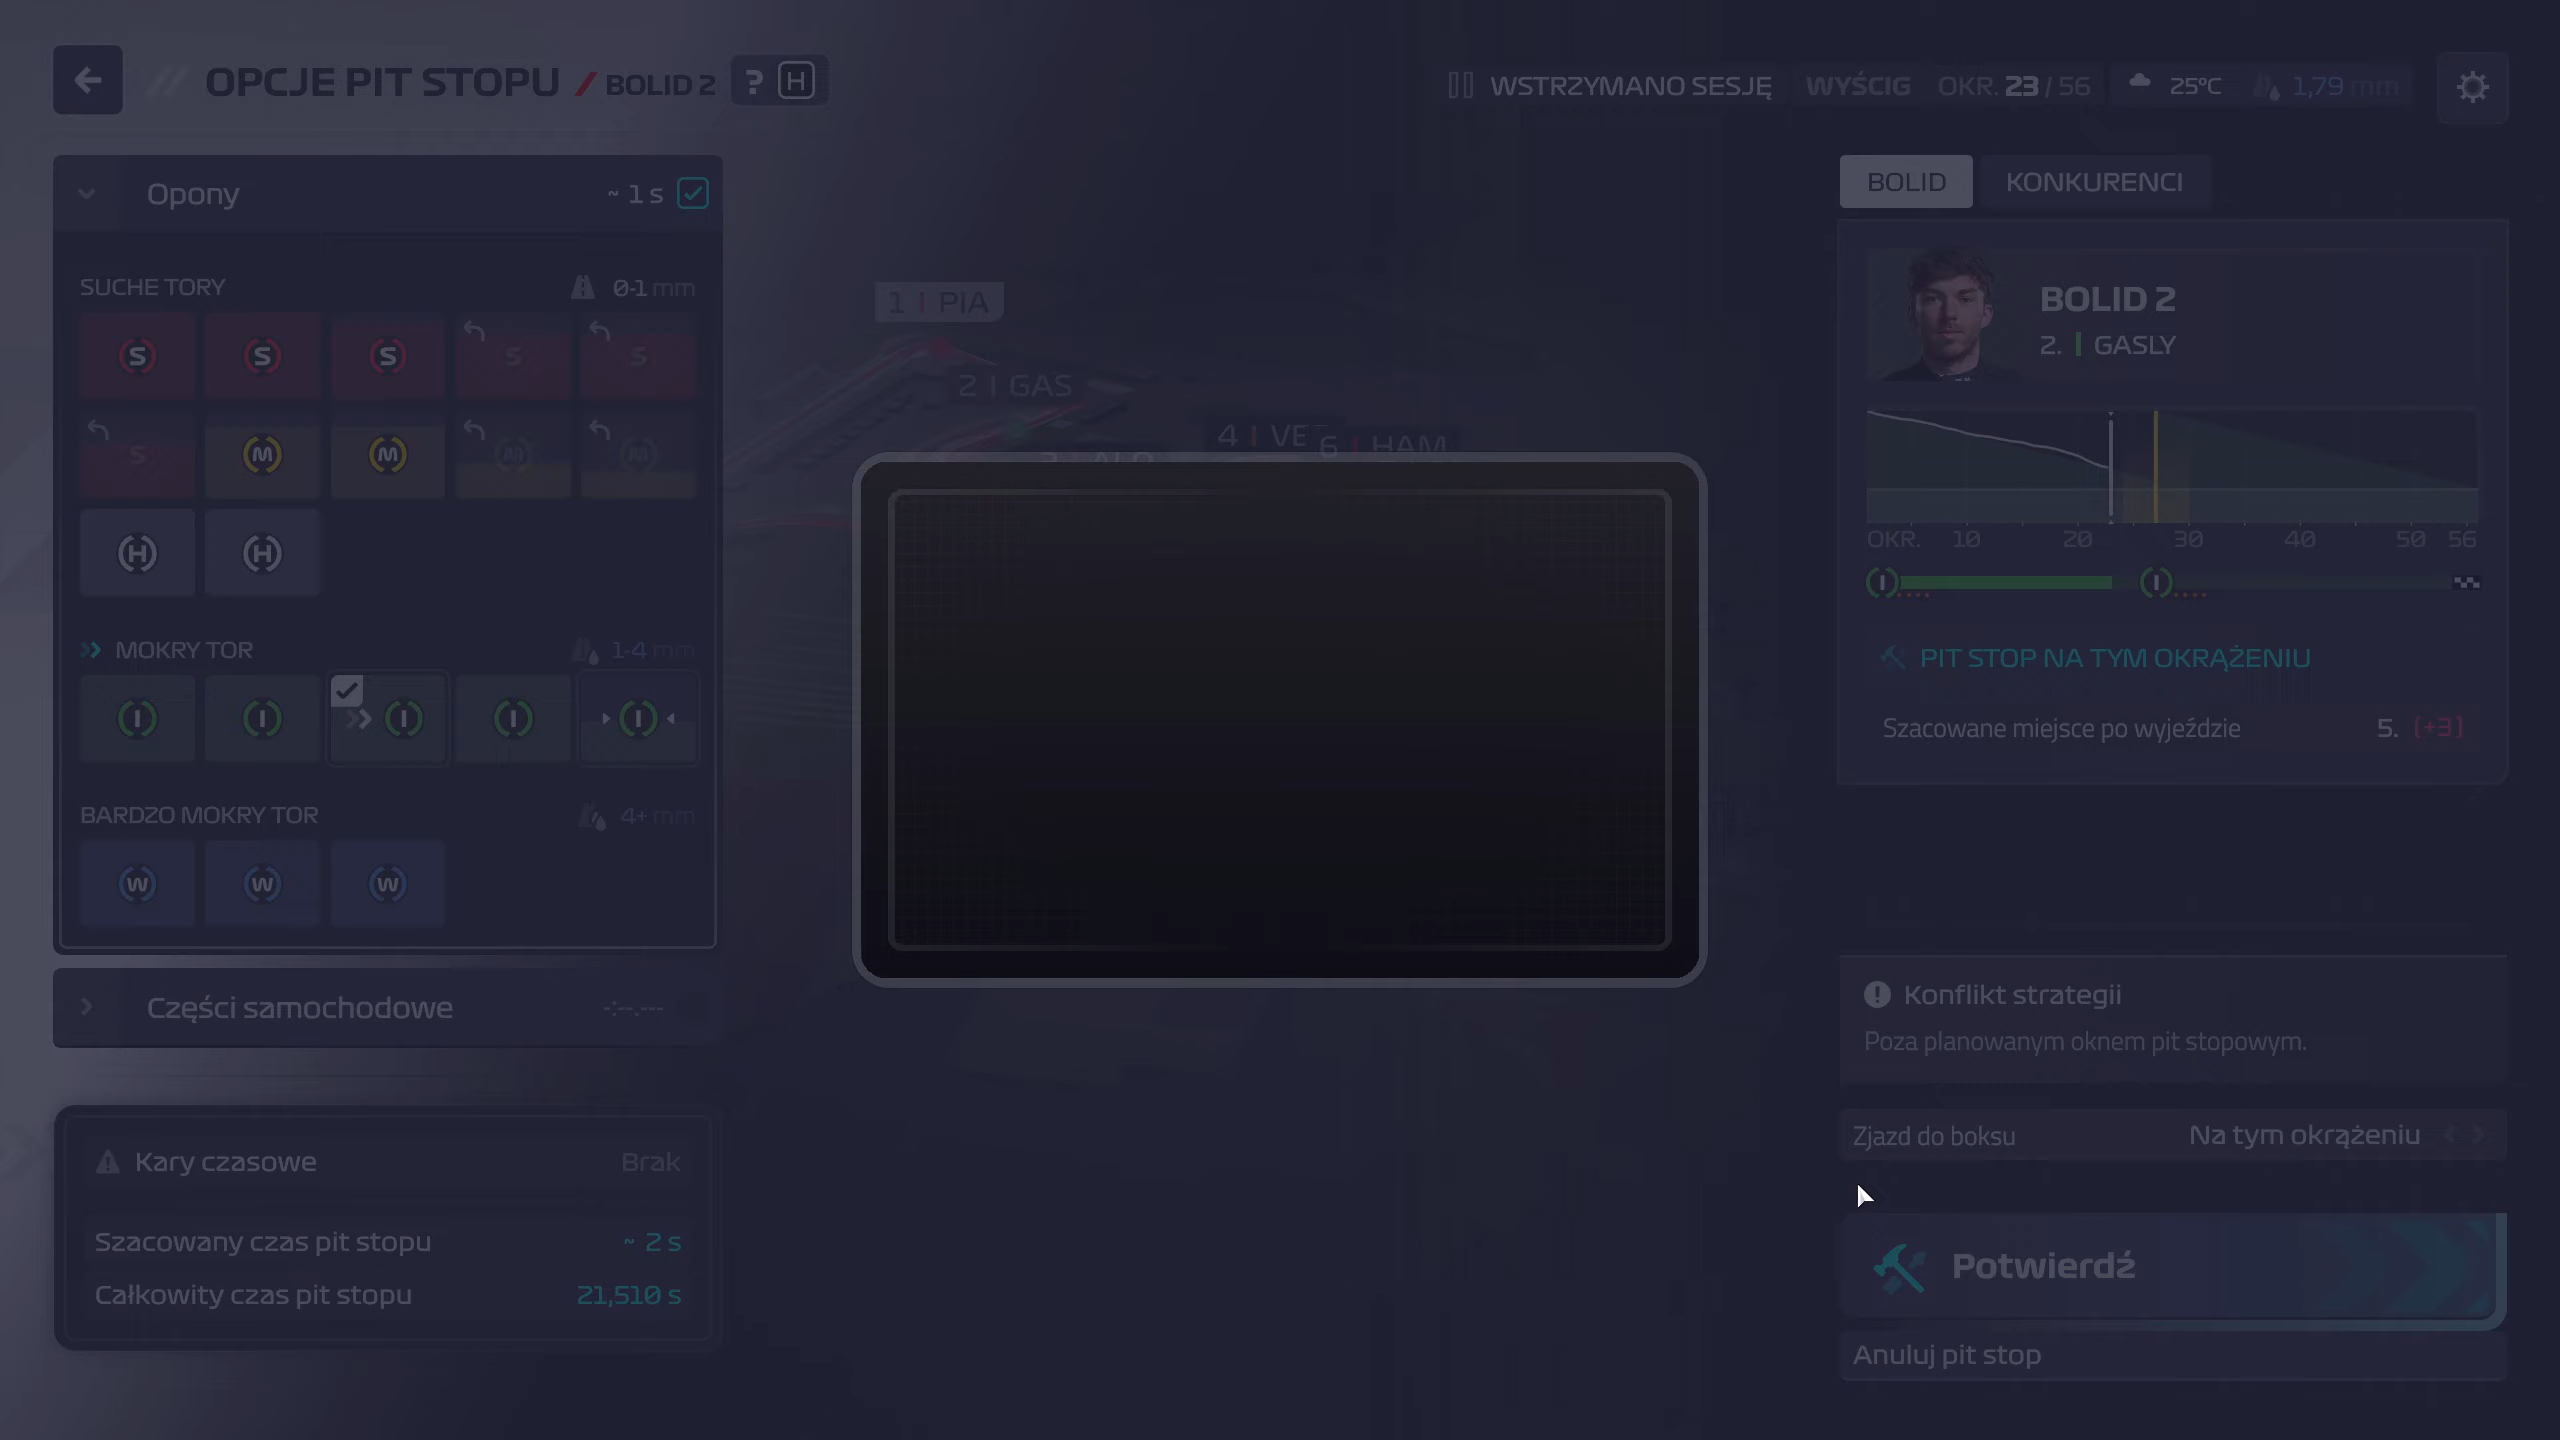 OPCJE PIT STOPU / BOLID 2 ? H
WSTRZYMANO SESJĘ WYŚCIG OKR. 23 / 56 25°C 1,79 mm
Opony ~ 1 s
SUCHE TORY 0-1 mm
S S S S S
S M M M M
H H
MOKRY TOR 1-4 mm
I I I I I
BARDZO MOKRY TOR 4+ mm
W W W
Części samochodowe -:--.---
Kary czasowe Brak
Szacowany czas pit stopu ~ 2 s
Całkowity czas pit stopu 21,510 s
1 | PIA
2 | GAS
4 | VE
6 | HAM
BOLID KONKURENCI
BOLID 2
2. | GASLY
OKR. 10 20 30 40 50 56
I I
PIT STOP NA TYM OKRĄŻENIU
Szacowane miejsce po wyjeździe 5. (+3)
Konflikt strategii
Poza planowanym oknem pit stopowym.
Zjazd do boksu Na tym okrążeniu
Potwierdź
Anuluj pit stop